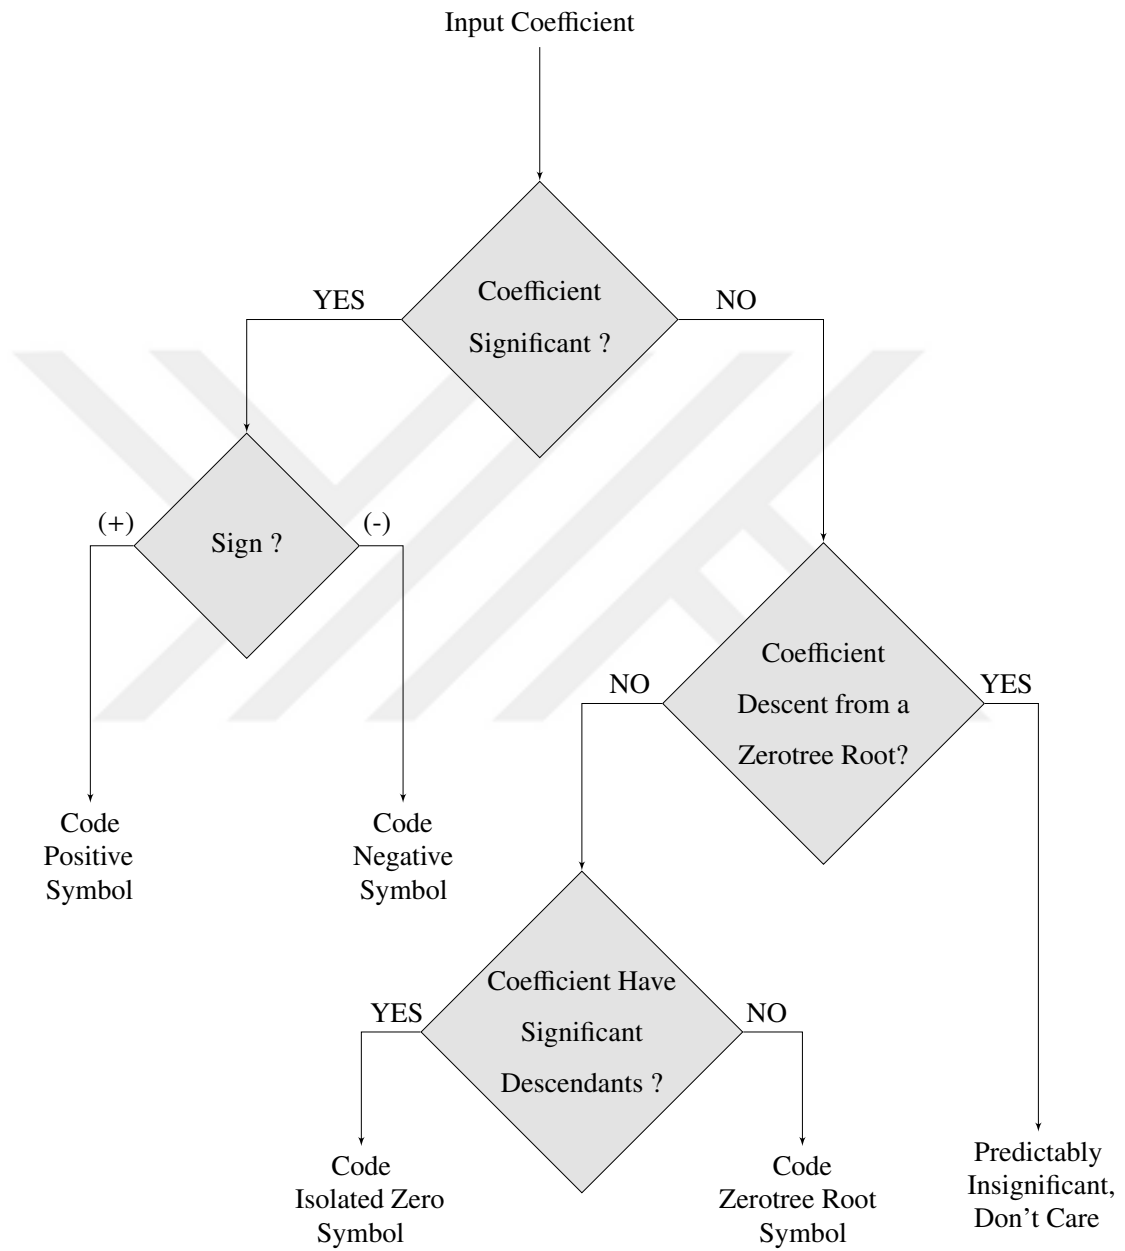 Input Coefficient
Coefficient
Significant ?
YES
NO
Sign ?
(+)
(-)
Coefficient
Descent from a
Zerotree Root?
NO
YES
Code
Positive
Symbol
Code
Negative
Symbol
Coefficient Have
Significant
Descendants ?
YES
NO
Code
Isolated Zero
Symbol
Code
Zerotree Root
Symbol
Predictably
Insignificant,
Don't Care